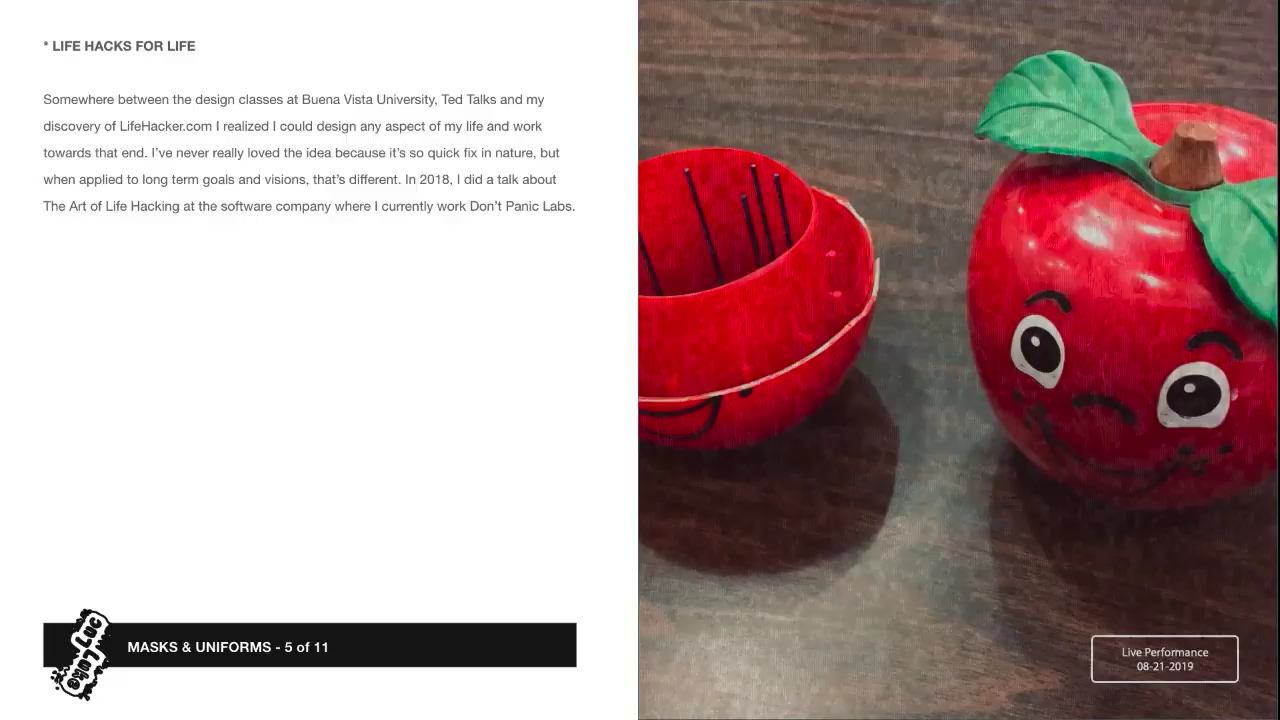 * LIFE HACKS FOR LIFE
Somewhere between the design classes at Buena Vista University, Ted Talks and my
discovery of LifeHacker.com I realized I could design any aspect of my life and work
towards that end. I've never really loved the idea because it's so quick fix in nature, but
when applied to long term goals and visions, that's different. In 2018, I did a talk about
The Art of Life Hacking at the software company where I currently work Don't Panic Labs.
Luke Luc
MASKS & UNIFORMS - 5 of 11
Live Performance
08-21-2019